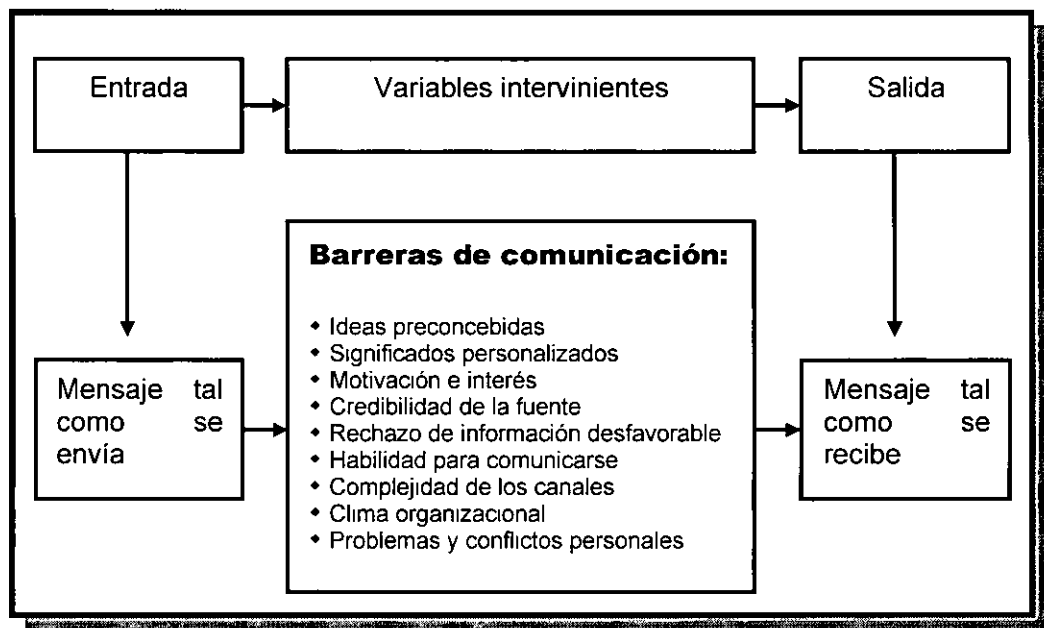 Entrada
Variables intervinientes
Salida
Barreras de comunicación:
◆ Ideas preconcebidas
◆ Significados personalizados
◆ Motivación e interés
◆ Credibilidad de la fuente
◆ Rechazo de información desfavorable
◆ Habilidad para comunicarse
◆ Complejidad de los canales
◆ Clima organizacional
◆ Problemas y conflictos personales
Mensaje tal
como se
envía
Mensaje tal
como se
recibe